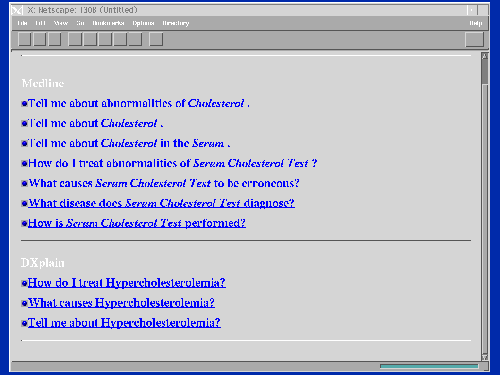 X: Netscape: 130B (Untitled)
File Edit View Go Bookmarks Options Directory Help
Medline
Tell me about abnormalities of Cholesterol .
Tell me about Cholesterol .
Tell me about Cholesterol in the Serum .
How do I treat abnormalities of Serum Cholesterol Test ?
What causes Serum Cholesterol Test to be erroneous?
What disease does Serum Cholesterol Test diagnose?
How is Serum Cholesterol Test performed?
DXplain
How do I treat Hypercholesterolemia?
What causes Hypercholesterolemia?
Tell me about Hypercholesterolemia?